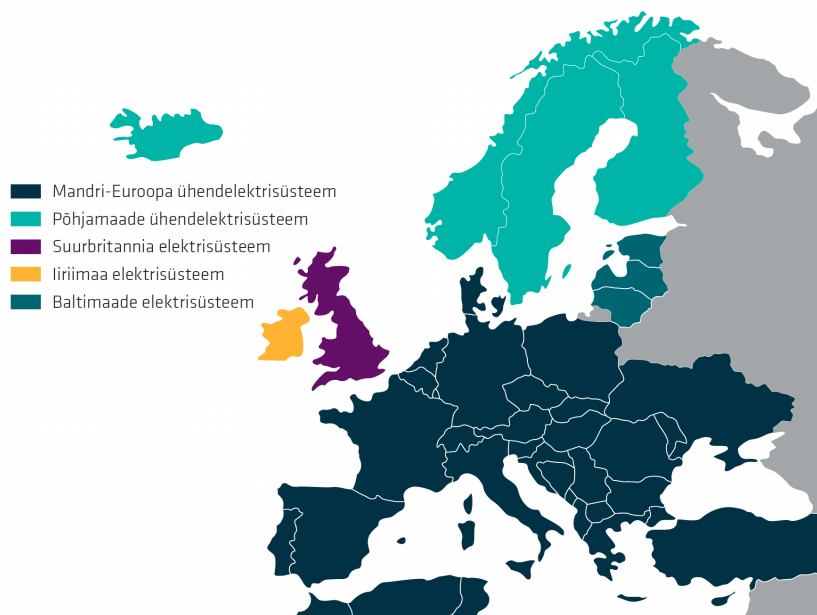 Mandri-Euroopa ühendelektrisüsteem
Põhjamaade ühendelektrisüsteem
Suurbritannia elektrisüsteem
Iiriimaa elektrisüsteem
Baltimaade elektrisüsteem